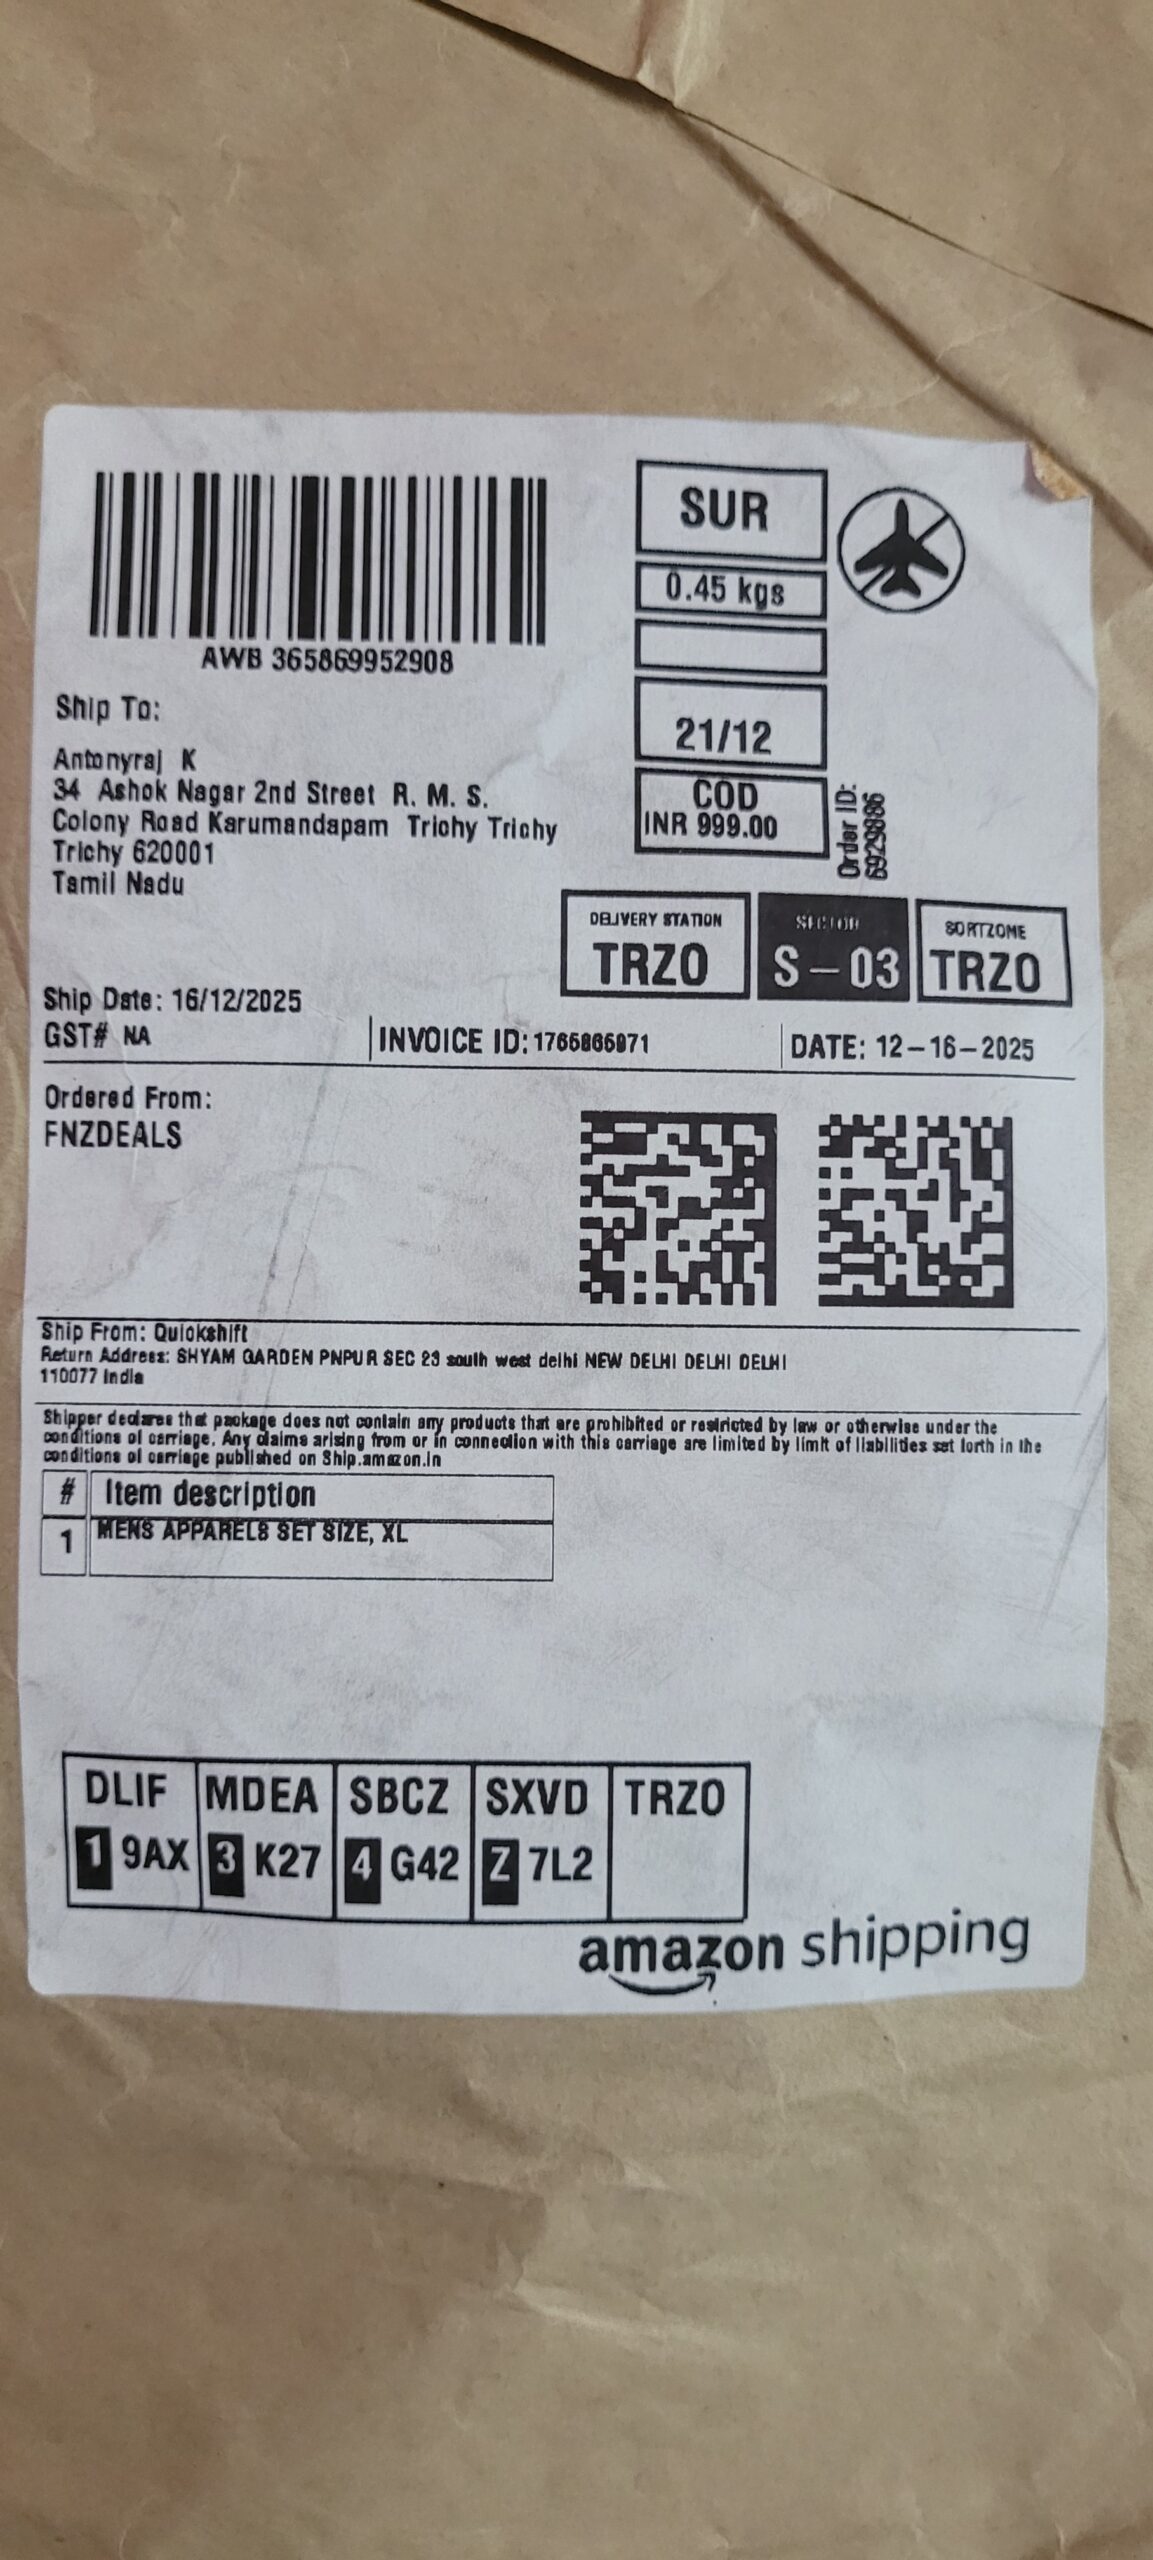 SUR
0.45 kgs
AWB 365869952908
21/12
COD
INR 999.00
Order ID:
6929886
Ship To:
Antonyraj K
34 Ashok Nagar 2nd Street R. M. S.
Colony Road Karumandapam Trichy Trichy
Trichy 620001
Tamil Nadu
DELIVERY STATION
TRZO
SECTOR
S-03
SORTZONE
TRZO
Ship Date: 16/12/2025
GST# NA
INVOICE ID: 1765865971
DATE: 12-16-2025
Ordered From:
FNZDEALS
Ship From: Quickshift
Return Address: SHYAM GARDEN PNPUR SEC 23 south west delhi NEW DELHI DELHI DELHI
110077 India
Shipper declares that package does not contain any products that are prohibited or restricted by law or otherwise under the
conditions of carriage. Any claims arising from or in connection with this carriage are limited by limit of liabilities set forth in the
conditions of carriage published on Ship.amazon.in
# Item description
1 MENS APPARELS SET SIZE, XL
DLIF MDEA SBCZ SXVD TRZO
1 9AX 3 K27 4 G42 Z 7L2
amazon shipping